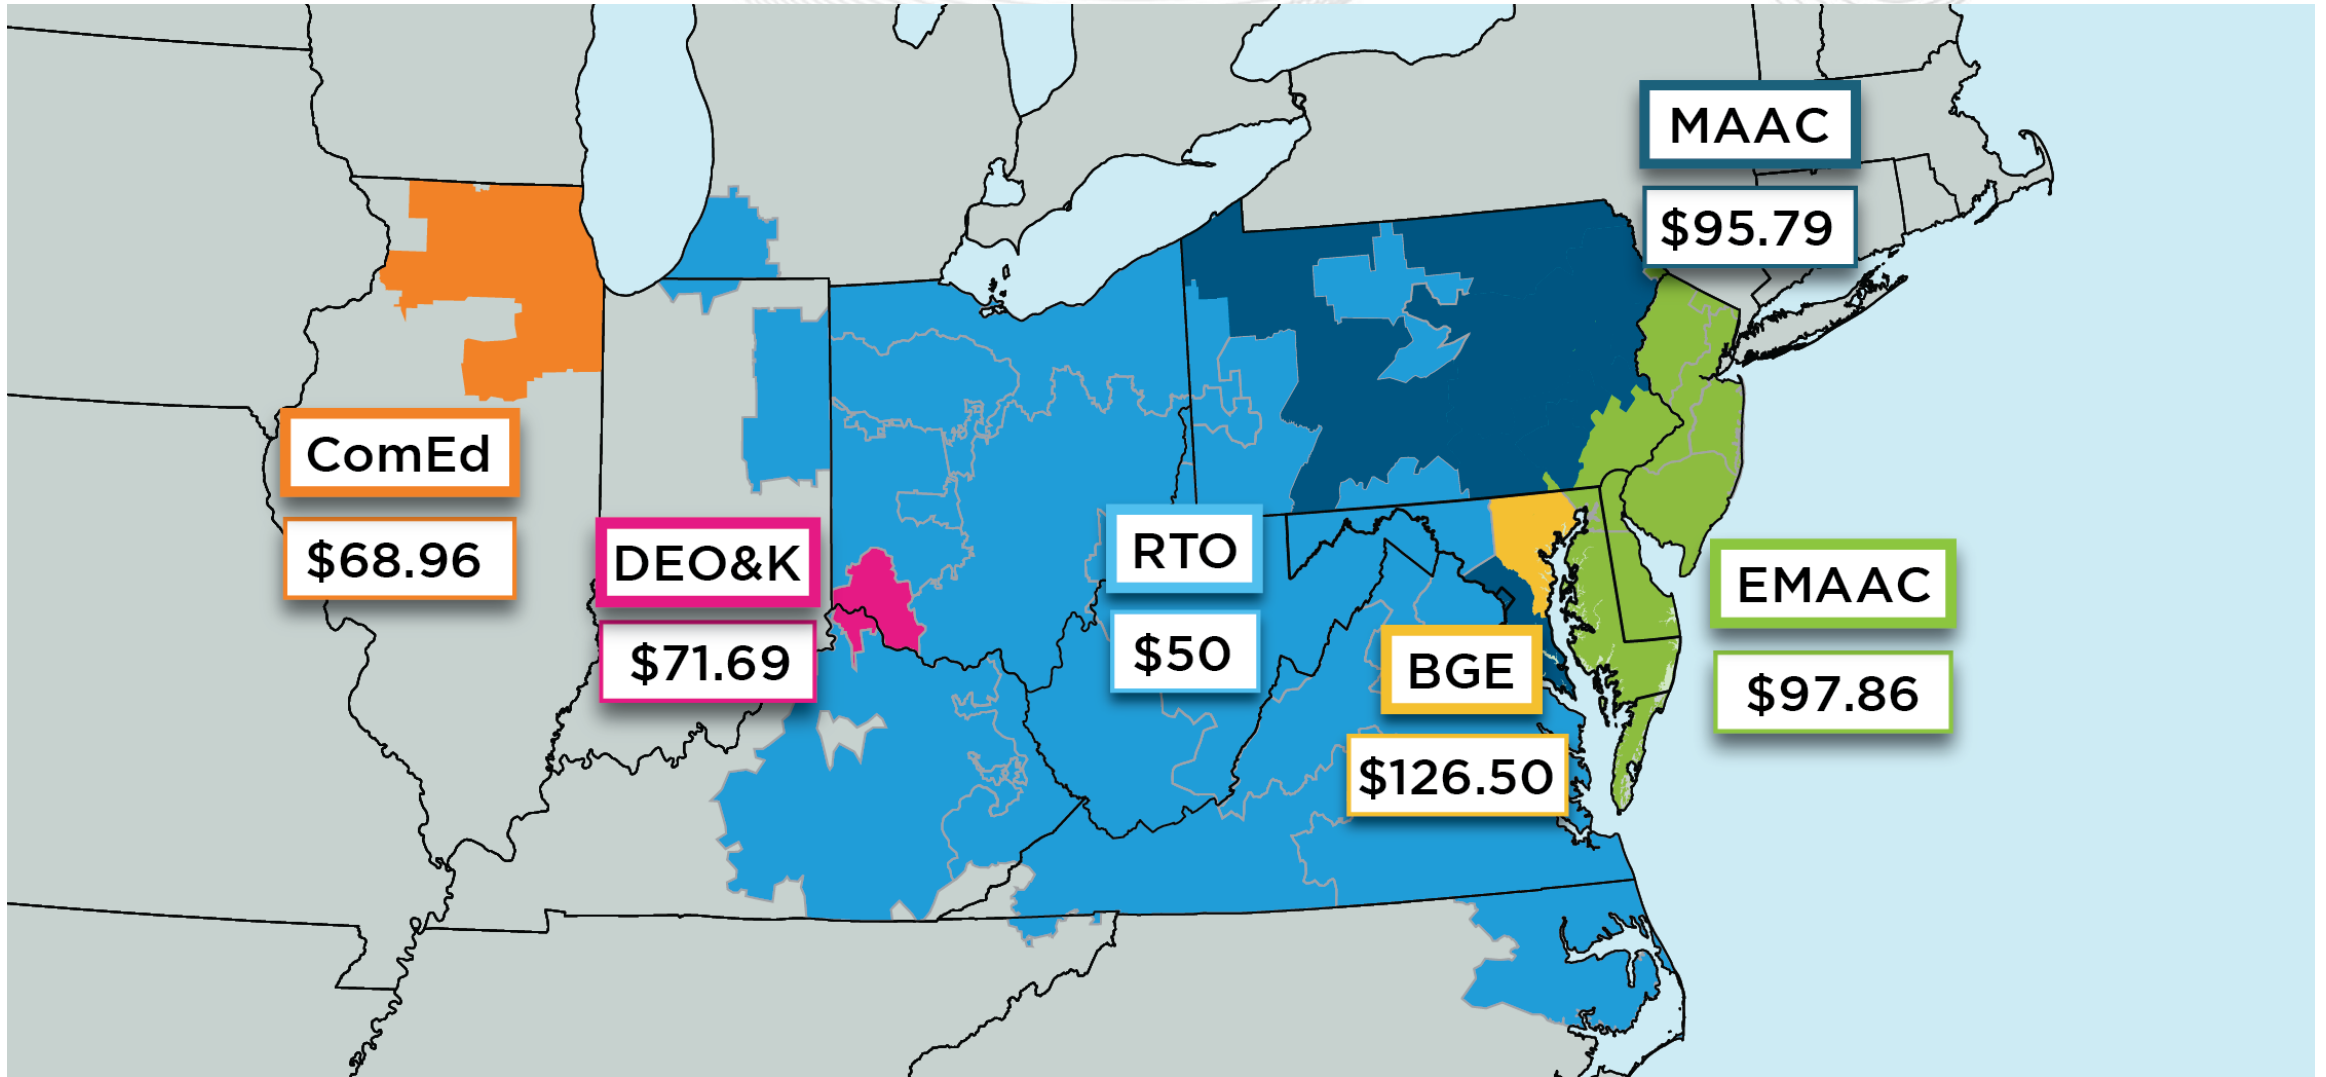 MAAC
$95.79
ComEd
$68.96
DEO&K
$71.69
RTO
$50
BGE
$126.50
EMAAC
$97.86